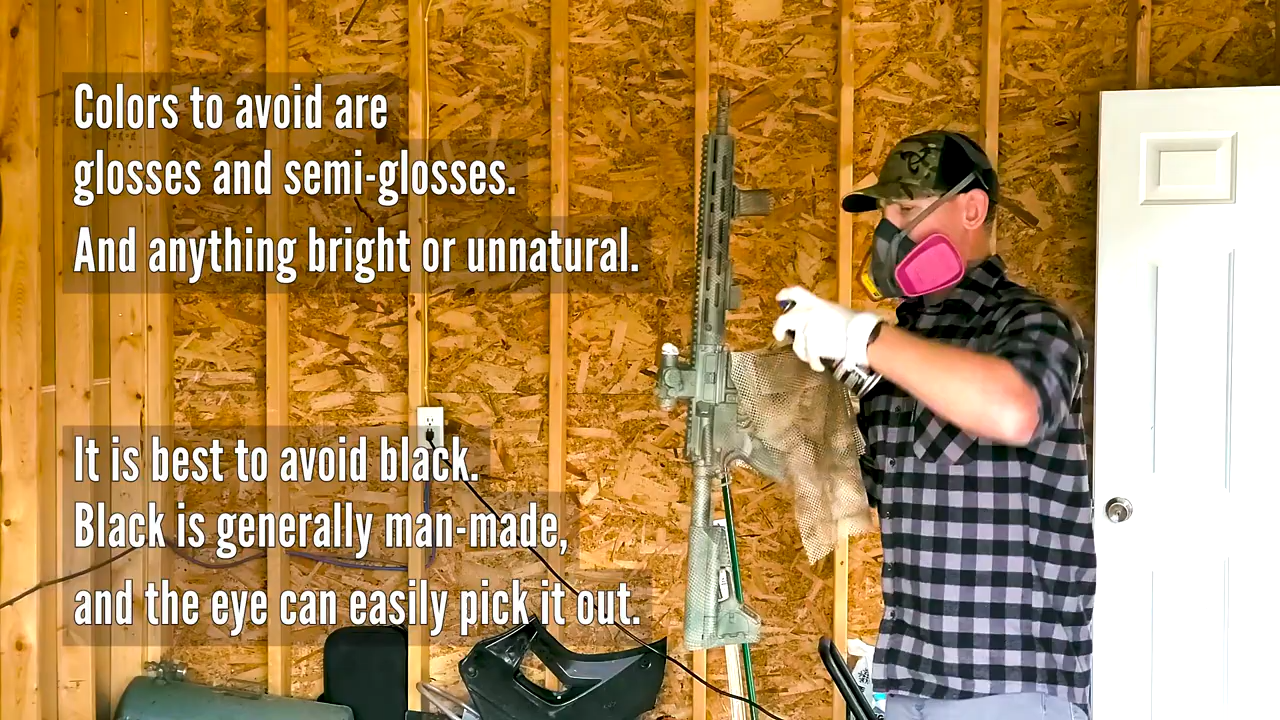 Colors to avoid are
glosses and semi-glosses.
And anything bright or unnatural.
It is best to avoid black.
Black is generally man-made,
and the eye can easily pick it out.